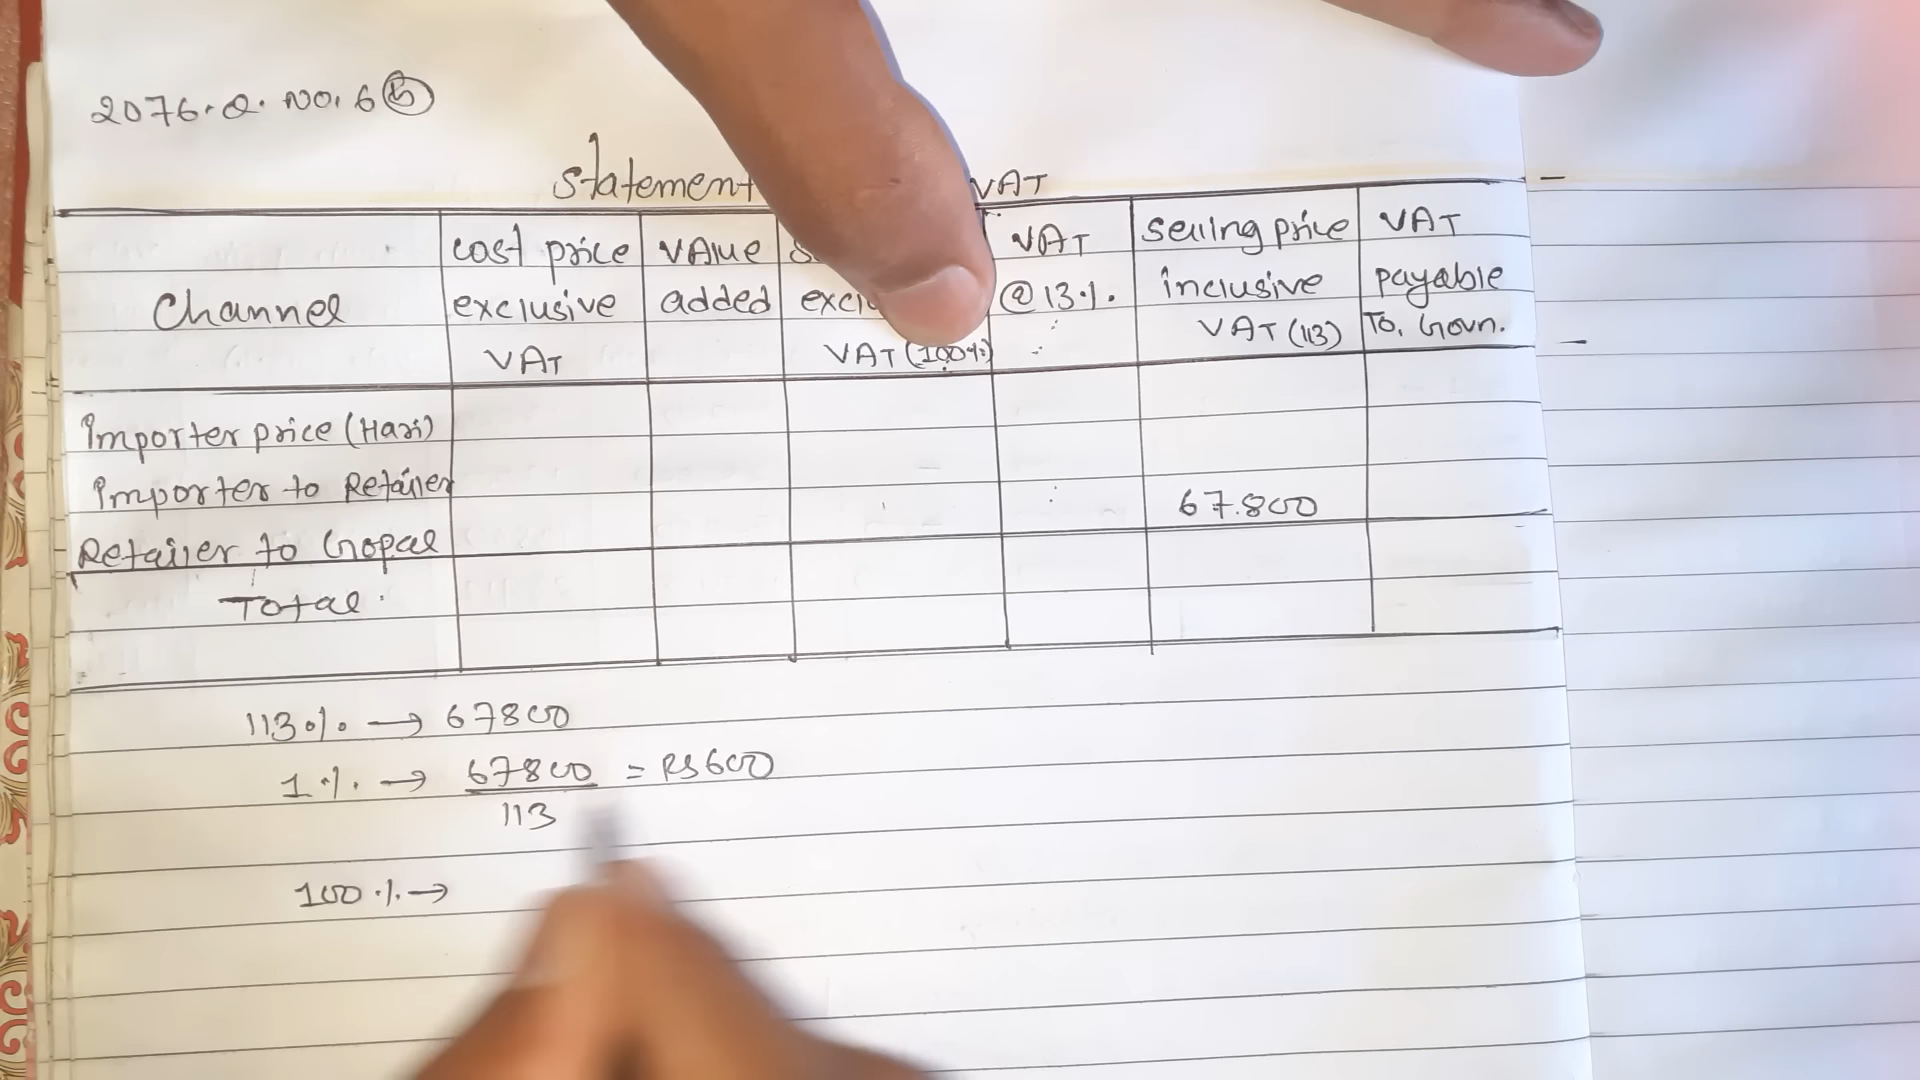 2076.Q. NO. 6 (b)
Statement VAT
Channel
cost price exclusive VAT
value added
VAT (100%)
VAT @ 13%.
selling price inclusive VAT (113)
VAT payable To. Govn.
Importer price (Hari)
Importer to Retailer
67.800
Retailer to Gopal
Total
113% → 67800
1% → 67800/113 = RS 600
100% →